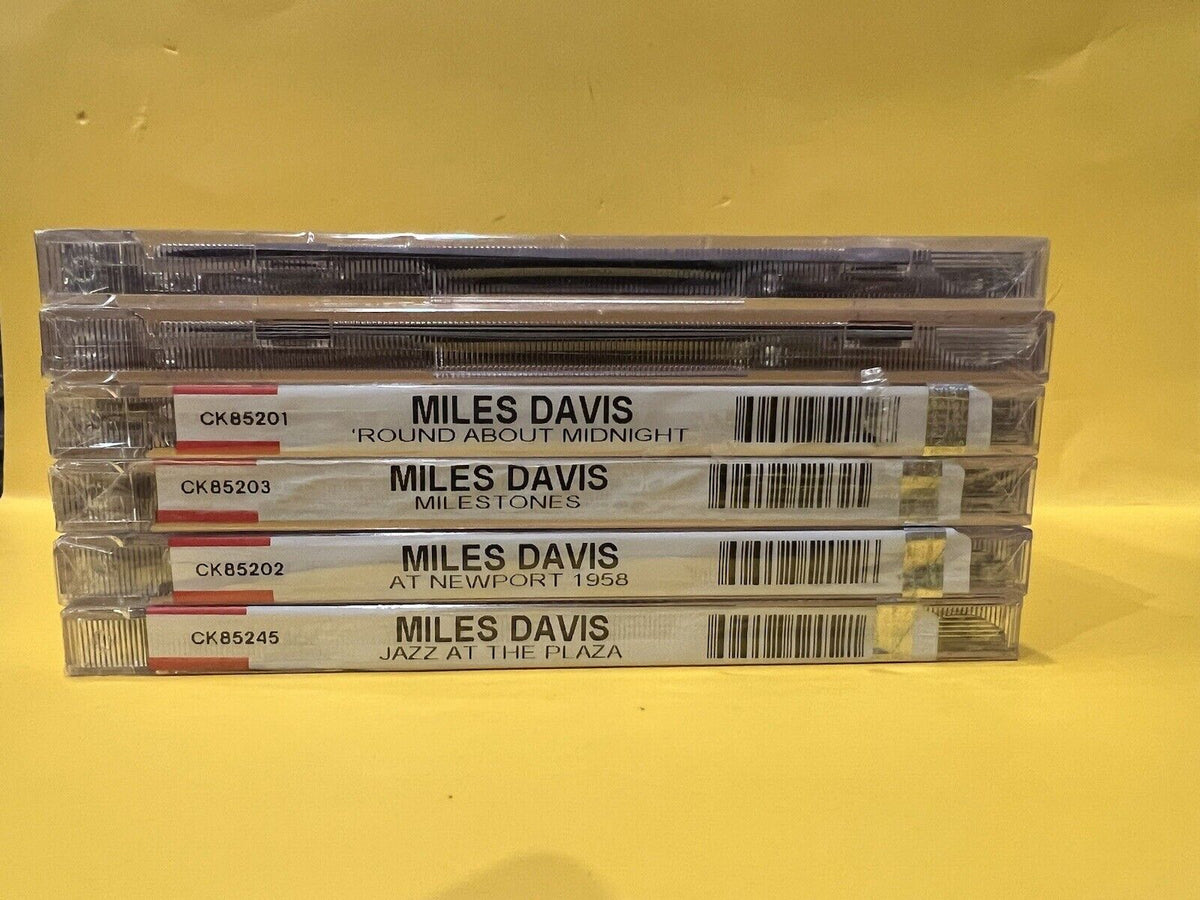 CK85201
MILES DAVIS
'ROUND ABOUT MIDNIGHT
CK85203
MILES DAVIS
MILESTONES
CK85202
MILES DAVIS
AT NEWPORT 1958
CK85245
MILES DAVIS
JAZZ AT THE PLAZA